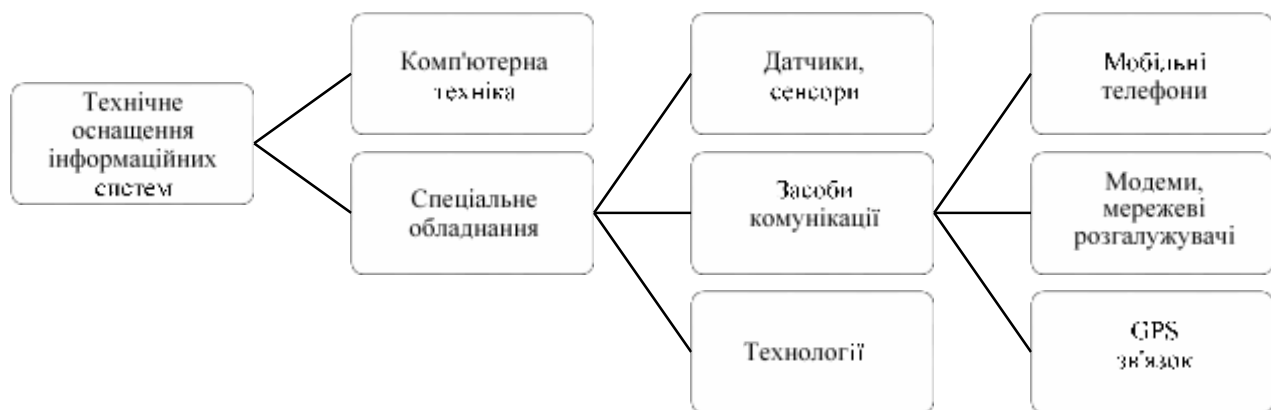 Технічне
оснащення
інформаційних
систем
Комп'ютерна
техніка
Спеціальне
обладнання
Датчики,
сенсори
Засоби
комунікації
Технології
Мобільні
телефони
Модеми,
мережеві
розгалужувачі
GPS
зв'язок